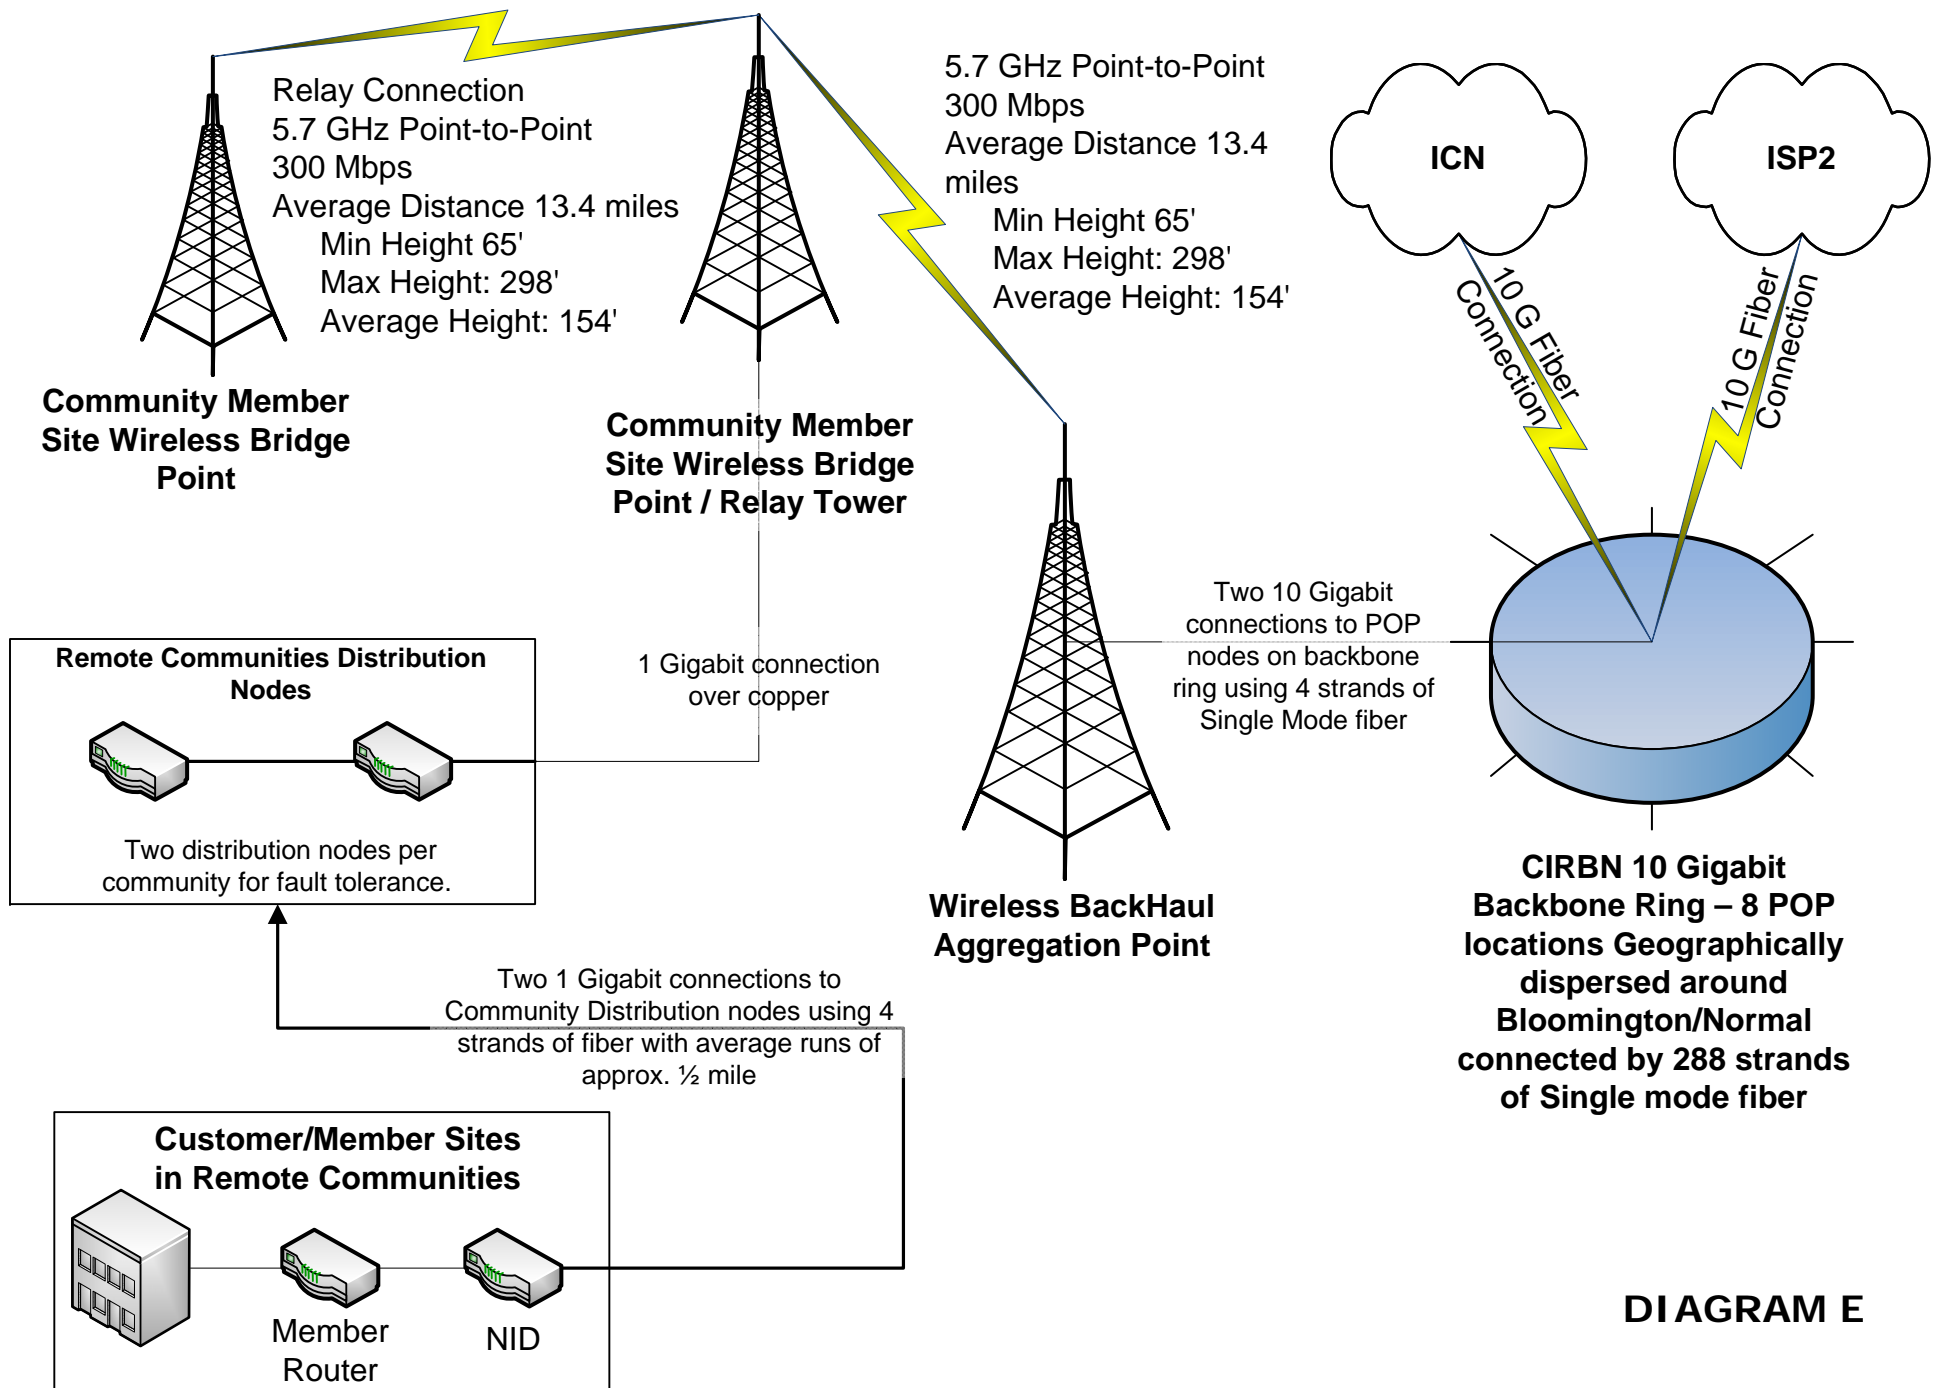 Relay Connection
5.7 GHz Point-to-Point
300 Mbps
Average Distance 13.4 miles
Min Height 65'
Max Height: 298'
Average Height: 154'
5.7 GHz Point-to-Point
300 Mbps
Average Distance 13.4
miles
Min Height 65'
Max Height: 298'
Average Height: 154'
ICN
ISP2
10 G Fiber
Connection
10 G Fiber
Connection
Community Member
Site Wireless Bridge
Point
Community Member
Site Wireless Bridge
Point / Relay Tower
Two 10 Gigabit
connections to POP
nodes on backbone
ring using 4 strands of
Single Mode fiber
Remote Communities Distribution
Nodes
1 Gigabit connection
over copper
Two distribution nodes per
community for fault tolerance.
Wireless BackHaul
Aggregation Point
CIRBN 10 Gigabit
Backbone Ring – 8 POP
locations Geographically
dispersed around
Bloomington/Normal
connected by 288 strands
of Single mode fiber
Two 1 Gigabit connections to
Community Distribution nodes using 4
strands of fiber with average runs of
approx. ½ mile
Customer/Member Sites
in Remote Communities
Member
Router
NID
DIAGRAM E